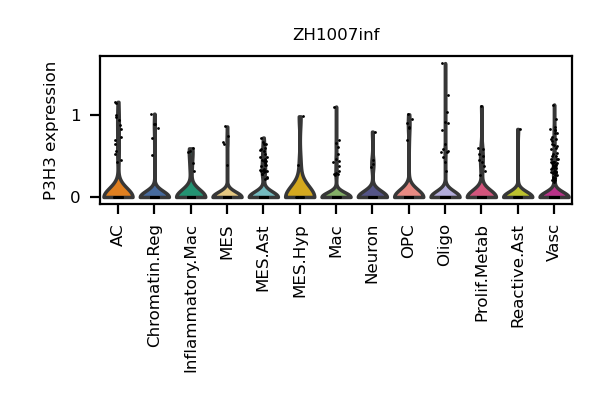 ZH1007inf
P3H3 expression
1
0
AC
Chromatin.Reg
Inflammatory.Mac
MES
MES.Ast
MES.Hyp
Mac
Neuron
OPC
Oligo
Prolif.Metab
Reactive.Ast
Vasc